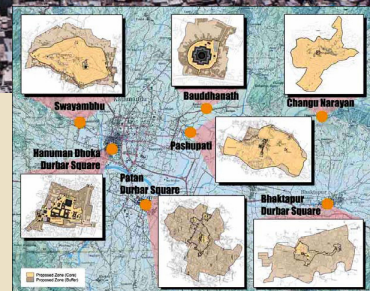 Swayambhu
Bauddhanath
Changu Narayan
Hanuman Dhoka
Durbar Square
Pashupati
Patan
Durbar Square
Bhaktapur
Durbar Square
Proposed Zone (Core)
Proposed Zone (Buffer)